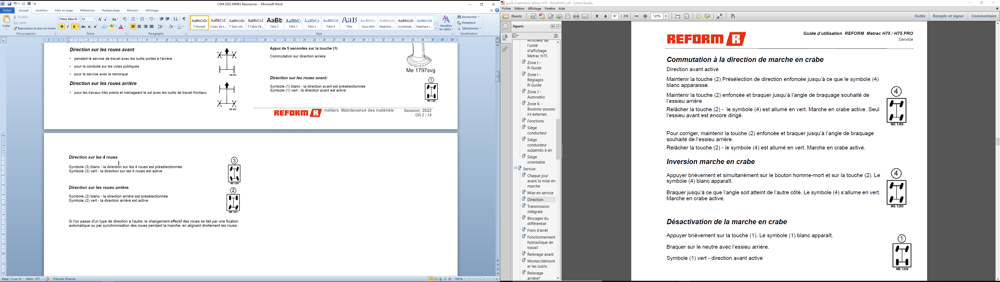 CGM 2022 MMEV Ressources - Microsoft Word
Fichier Accueil Insertion Mise en page Références Publipostage Révision Affichage
Coller
Couper
Copier
Reproduire la mise en forme
Presse-papiers
Times New R 12
Police
Paragraphe
AaBbCcDc ¶ Normal
AaBbCcI Corps de t...
AaBbCcDc ¶ Sans int...
AaBbCcD ¶ Table Pa...
AaBb Titre 3
AaBbCc Titre 1
AaBbCc Titre 2
AaBbCcD Titre 4
AaB Titre
AaBbCc. Sous-titre
AaBbCcDc Emphase ...
AaBbCcDc Accentuat...
AaBbCcDc Emphase i...
Modifier les styles
Style
Rechercher
Remplacer
Sélectionner
Modification
Direction sur les roues avant
• pendant le service de travail avec les outils portés à l'arrière
• pour la conduite sur les voies publiques
• pour le service avec la remorque
ME 051
Direction sur les roues arrière
• pour les travaux très précis et ménageant le sol avec les outils de travail frontaux
ME 052
Appui de 5 secondes sur la touche (1)
Commutation sur direction arrière
Me 1797svg
Direction sur les roues avant:
Symbole (1) blanc - la direction avant est présélectionnée
Symbole (1) vert - la direction avant est active
1
ME 1256
REFORM R
métiers Maintenance des matériels Session 2022
DR 2 / 15
Direction sur les 4 roues
Symbole (3) blanc - la direction sur les 4 roues est présélectionnée
Symbole (3) vert - la direction sur les 4 roues est active
3
ME 1258
Direction sur les roues arrière.
Symbole (2) blanc - la direction arrière est présélectionnée
Symbole (2) vert - la direction arrière est active
2
ME 1257
Si l'on passe d'un type de direction à l'autre, le changement effectif des roues se fait par une fixation
automatique ou par synchronisation des roues pendant la marche, en alignant droitement les roues.
Page : 3 sur 15 Mots : 977 Français (France) 100 %
guide d'utilisation Metrac H75 - BA2260361.pdf - Adobe Reader
Fichier Edition Affichage Fenêtre Aide
Ouvrir 97 / 209 125% Outils Remplir et signer Commentaire
Signets
Afficheur de
l'unité
d'affichage
Metrac H75
Zone I -
R-Guide
Zone I -
Réglages
R-Guide
Zone J -
Autoradio
Zone K -
Boutons-pousso
irs externes
Fonctions
Siège
conducteur
Siège
conducteur
suspendu à air
Siège
orientable
Service
Chaque jour
avant la mise en
marche
Mise en service
Direction
Transmission
intégrale
Blocages du
différentiel
Frein d'arrêt
Fonctionnement
hydraulique de
travail
Relevage avant
Monter/démont
er les outils
Relevage
arrière*
REFORM R
Guide d'utilisation REFORM Metrac H75 / H75 PRO
Service
Commutation à la direction de marche en crabe
Direction avant active
Maintenir la touche (2) Présélection de direction enfoncée jusqu'à ce que le symbole (4)
blanc apparaisse.
Maintenir la touche (2) enfoncée et braquer jusqu'à l'angle de braquage souhaité de
l'essieu arrière
Relâcher la touche (2) - le symbole (4) est allumé en vert. Marche en crabe active. Seul
l'essieu avant est encore dirigé.
4
ME 1259
Pour corriger, maintenir la touche (2) enfoncée et braquer jusqu'à l'angle de braquage
souhaité de l'essieu arrière.
Relâcher la touche (2) - le symbole (4) est allumé en vert. Marche en crabe active.
Inversion marche en crabe
Appuyer brièvement et simultanément sur le bouton homme-mort et sur la touche (2). Le
symbole (4) blanc apparaît.
Braquer jusqu'à ce que l'angle soit atteint de l'autre côté. Le symbole (4) s'allume en vert.
Marche en crabe active.
4
ME 1259
Désactivation de la marche en crabe
Appuyer brièvement sur la touche (1). Le symbole (1) blanc apparaît.
Braquer sur le neutre avec l'essieu arrière.
Symbole (1) vert - direction avant active
1
ME 1256